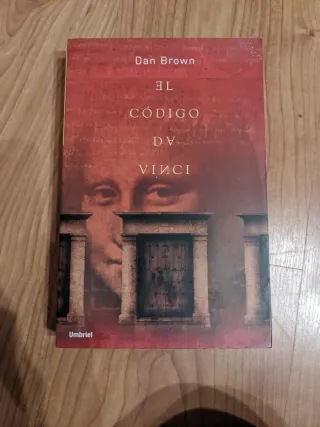 Dan Brown
EL
CÓDIGO
DA
VINCI
Umbriel